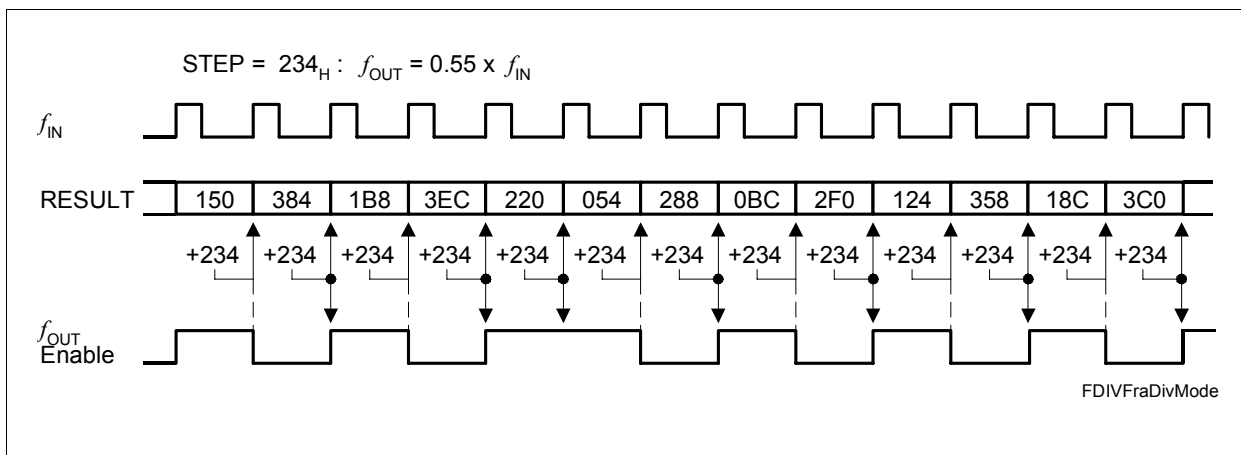 STEP = 234H : fOUT = 0.55 x fIN
fIN
RESULT 150 384 1B8 3EC 220 054 288 0BC 2F0 124 358 18C 3C0
+234 +234 +234 +234 +234 +234 +234 +234 +234 +234 +234 +234 +234
fOUT
Enable
FDIVFraDivMode